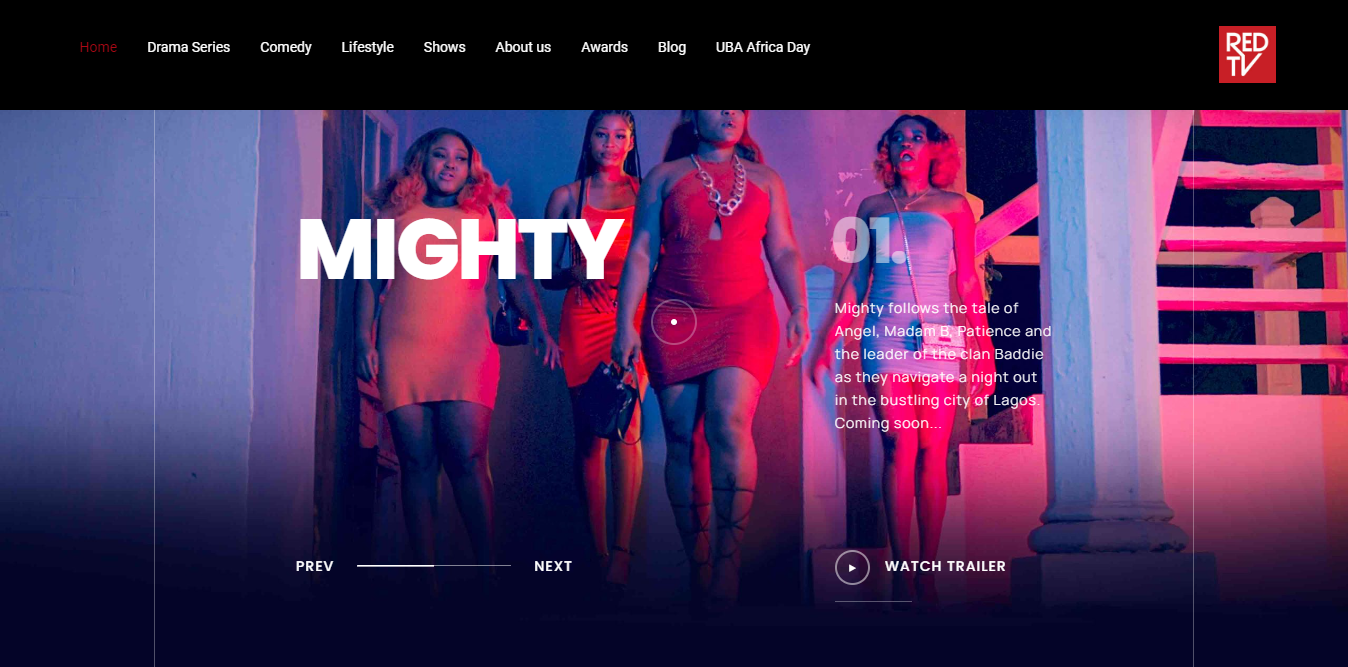 Home Drama Series Comedy Lifestyle Shows About us Awards Blog UBA Africa Day
RED
TV
MIGHTY
01.
Mighty follows the tale of
Angel, Madam B, Patience and
the leader of the clan Baddie
as they navigate a night out
in the bustling city of Lagos.
Coming soon...
PREV NEXT
WATCH TRAILER